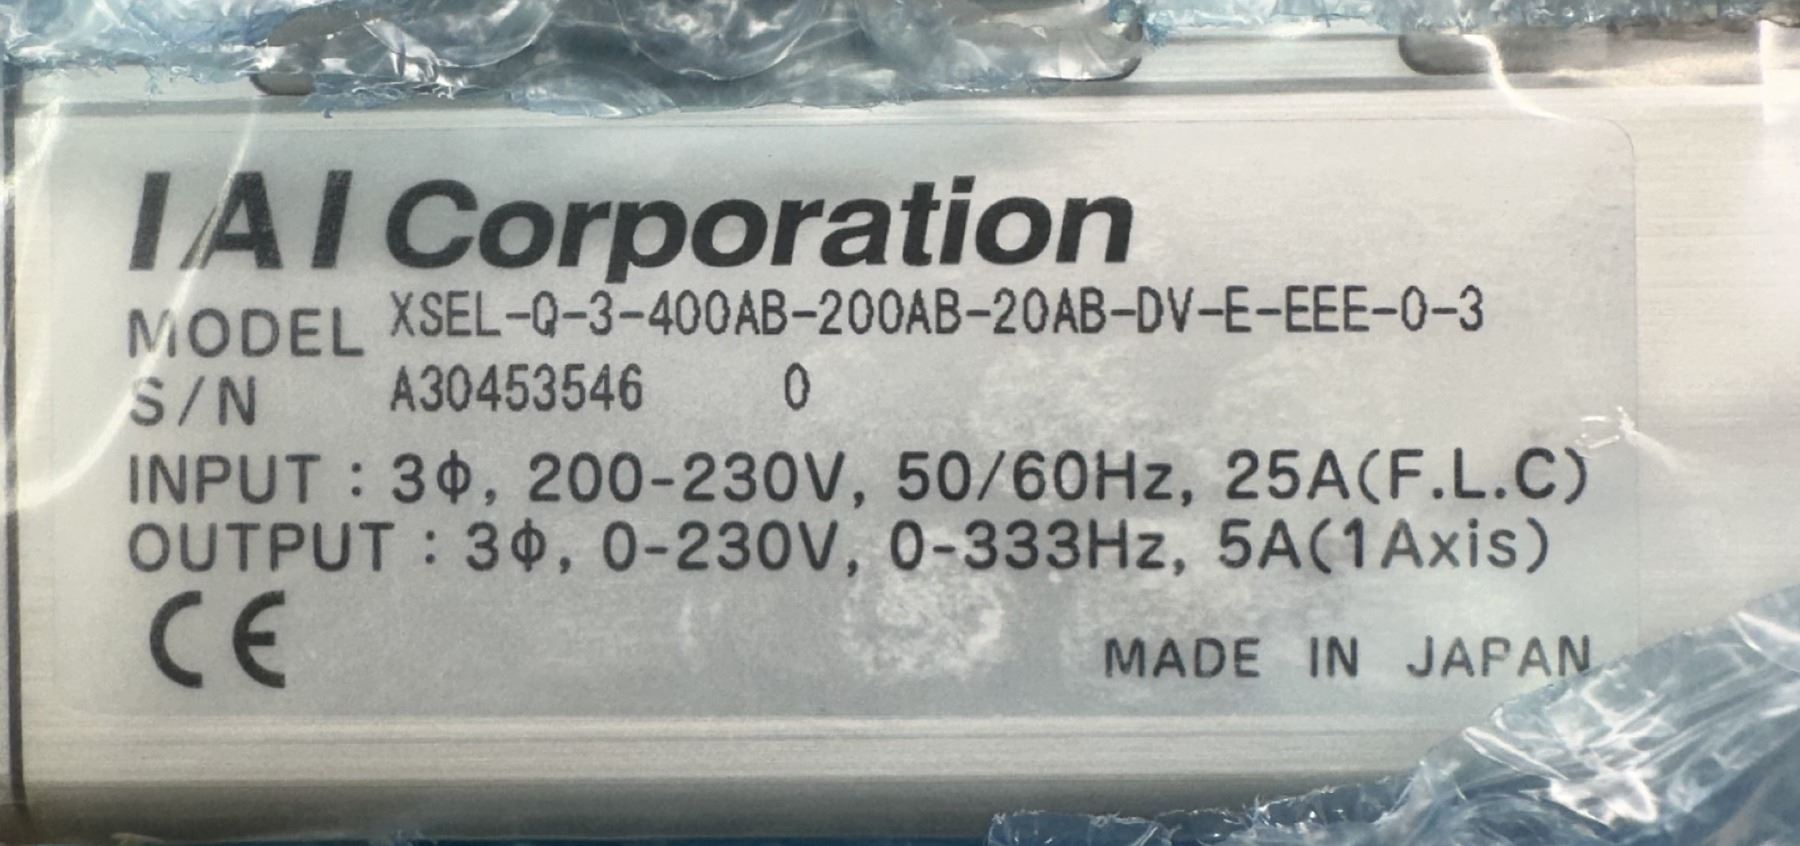 IAI Corporation
MODEL XSEL-Q-3-400AB-200AB-20AB-DV-E-EEE-0-3
S/N A30453546 0
INPUT : 3Φ, 200-230V, 50/60Hz, 25A(F.L.C)
OUTPUT : 3Φ, 0-230V, 0-333Hz, 5A(1Axis)
CE
MADE IN JAPAN